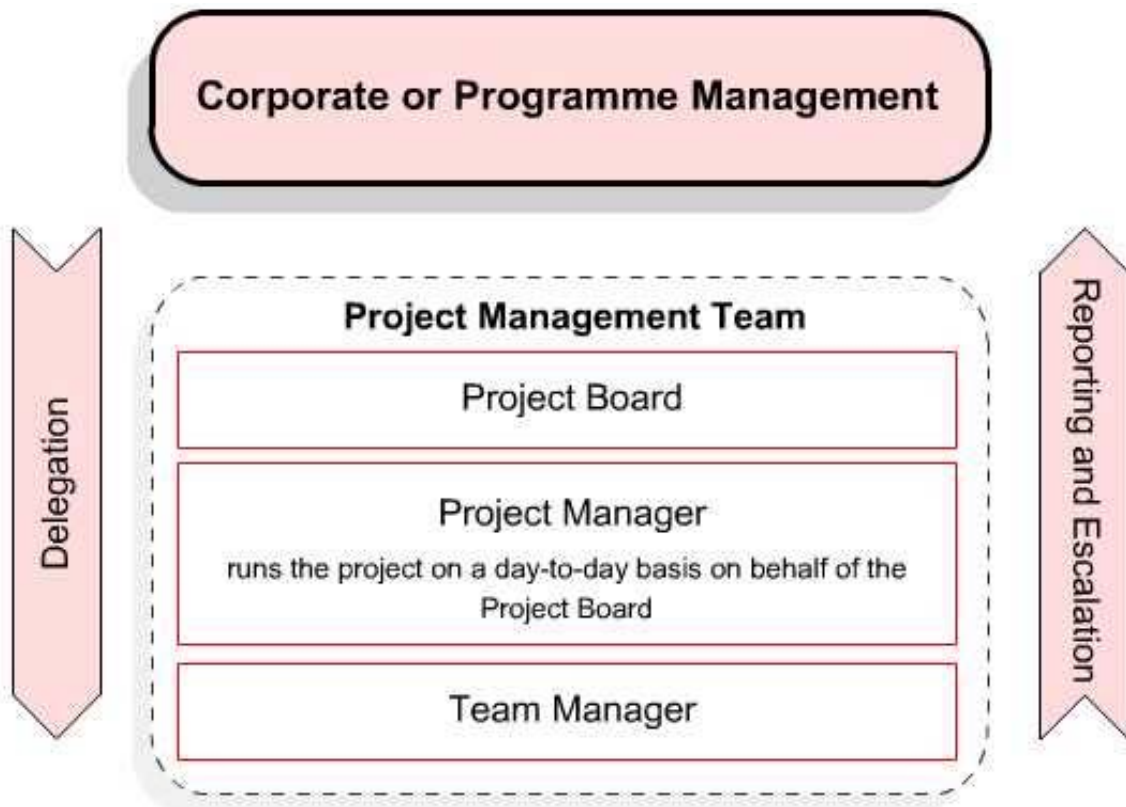 Corporate or Programme Management
Delegation
Project Management Team
Project Board
Project Manager
runs the project on a day-to-day basis on behalf of the
Project Board
Team Manager
Reporting and Escalation